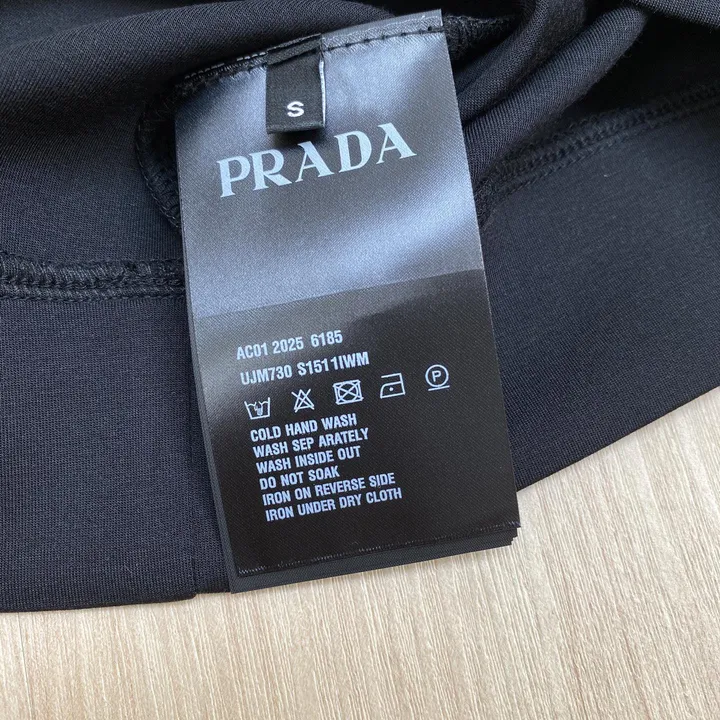 S
PRADA
AC01 2025 6185
UJM730 S1511IWM
P
COLD HAND WASH
WASH SEP ARATELY
WASH INSIDE OUT
DO NOT SOAK
IRON ON REVERSE SIDE
IRON UNDER DRY CLOTH